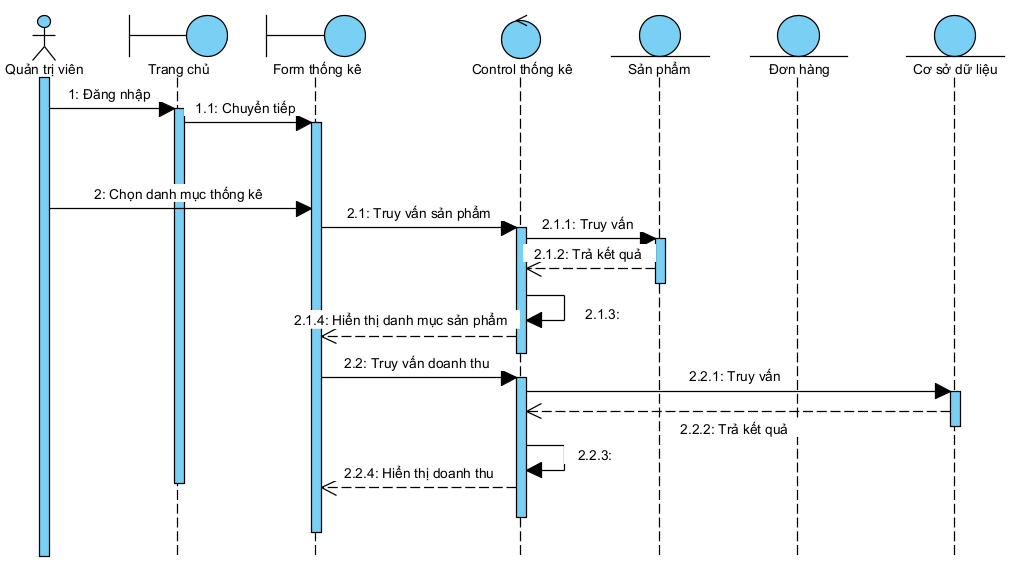 Quản trị viên
Trang chủ
Form thống kê
Control thống kê
Sản phẩm
Đơn hàng
Cơ sở dữ liệu
1: Đăng nhập
1.1: Chuyển tiếp
2: Chọn danh mục thống kê
2.1: Truy vấn sản phẩm
2.1.1: Truy vấn
2.1.2: Trả kết quả
2.1.3:
2.1.4: Hiển thị danh mục sản phẩm
2.2: Truy vấn doanh thu
2.2.1: Truy vấn
2.2.2: Trả kết quả
2.2.3:
2.2.4: Hiển thị doanh thu